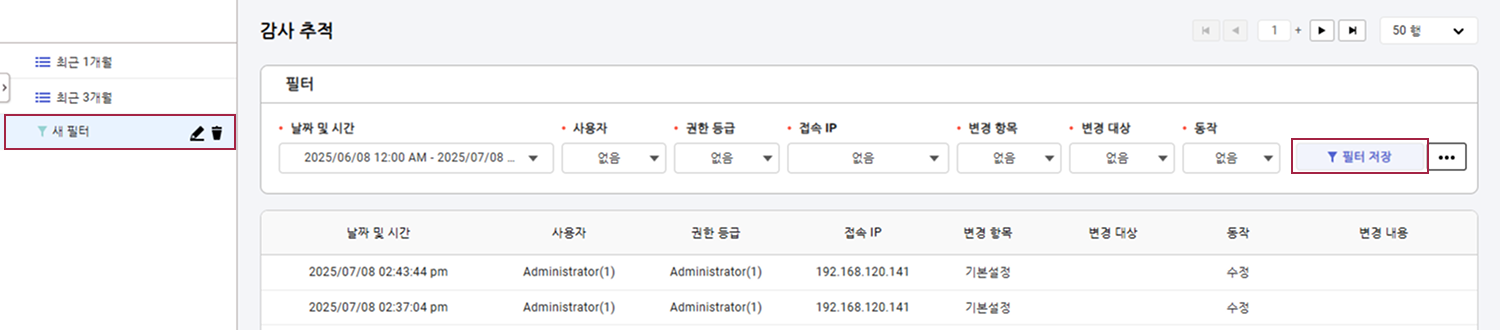 최근 1개월
최근 3개월
새 필터
감사 추적
1 +
50 행
필터
날짜 및 시간 사용자 권한 등급 접속 IP 변경 항목 변경 대상 동작
2025/06/08 12:00 AM - 2025/07/08 ... 없음 없음 없음 없음 없음 없음 필터 저장
날짜 및 시간 사용자 권한 등급 접속 IP 변경 항목 변경 대상 동작 변경 내용
2025/07/08 02:43:44 pm Administrator(1) Administrator(1) 192.168.120.141 기본설정 수정
2025/07/08 02:37:04 pm Administrator(1) Administrator(1) 192.168.120.141 기본설정 수정